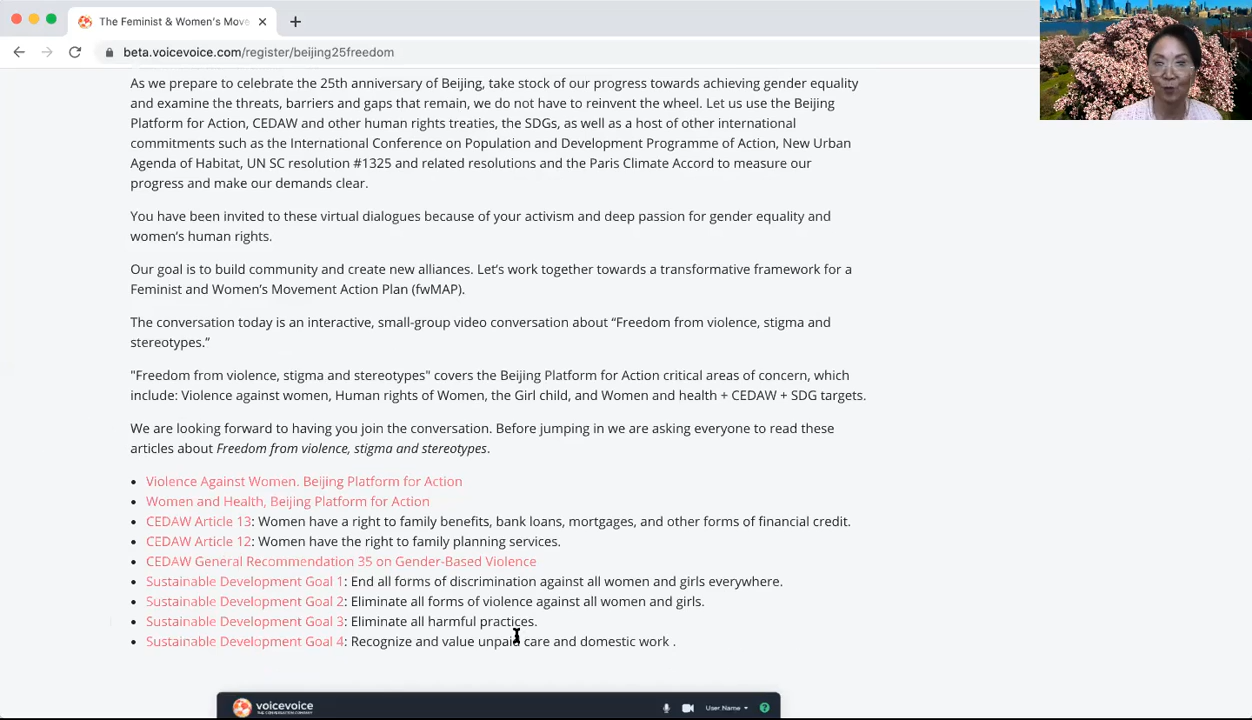 The Feminist & Women's Mov
beta.voicevoice.com/register/beijing25freedom
As we prepare to celebrate the 25th anniversary of Beijing, take stock of our progress towards achieving gender equality
and examine the threats, barriers and gaps that remain, we do not have to reinvent the wheel. Let us use the Beijing
Platform for Action, CEDAW and other human rights treaties, the SDGs, as well as a host of other international
commitments such as the International Conference on Population and Development Programme of Action, New Urban
Agenda of Habitat, UN SC resolution #1325 and related resolutions and the Paris Climate Accord to measure our
progress and make our demands clear.
You have been invited to these virtual dialogues because of your activism and deep passion for gender equality and
women's human rights.
Our goal is to build community and create new alliances. Let's work together towards a transformative framework for a
Feminist and Women's Movement Action Plan (fwMAP).
The conversation today is an interactive, small-group video conversation about “Freedom from violence, stigma and
stereotypes.”
"Freedom from violence, stigma and stereotypes" covers the Beijing Platform for Action critical areas of concern, which
include: Violence against women, Human rights of Women, the Girl child, and Women and health + CEDAW + SDG targets.
We are looking forward to having you join the conversation. Before jumping in we are asking everyone to read these
articles about Freedom from violence, stigma and stereotypes.
• Violence Against Women. Beijing Platform for Action
• Women and Health, Beijing Platform for Action
• CEDAW Article 13: Women have a right to family benefits, bank loans, mortgages, and other forms of financial credit.
• CEDAW Article 12: Women have the right to family planning services.
• CEDAW General Recommendation 35 on Gender-Based Violence
• Sustainable Development Goal 1: End all forms of discrimination against all women and girls everywhere.
• Sustainable Development Goal 2: Eliminate all forms of violence against all women and girls.
• Sustainable Development Goal 3: Eliminate all harmful practices.
• Sustainable Development Goal 4: Recognize and value unpaid care and domestic work .
voicevoice
THE CONVERSATION COMPANY
User Name